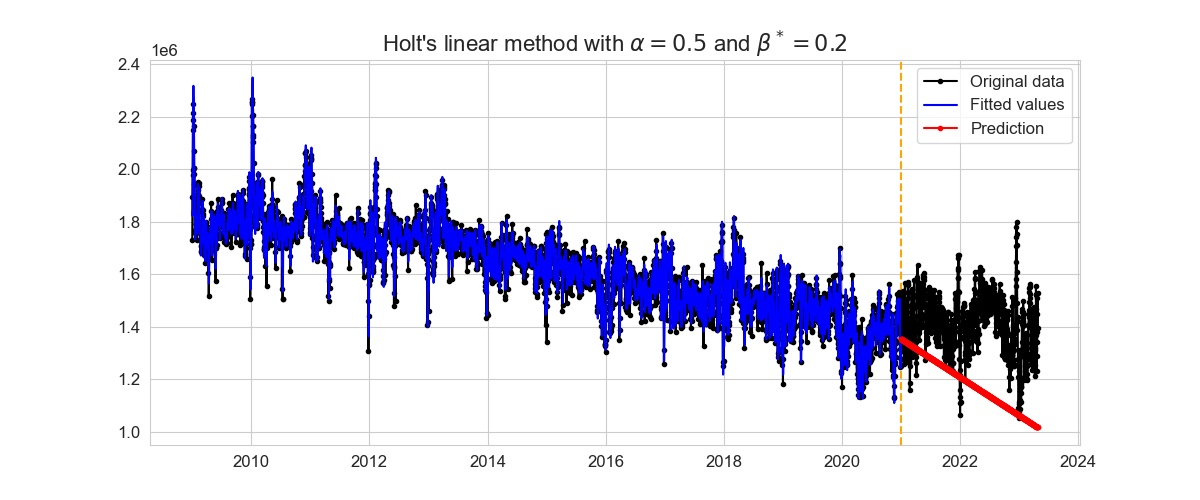 Holt's linear method with α = 0.5 and β* = 0.2
1e6
2.4
2.2
2.0
1.8
1.6
1.4
1.2
1.0
Original data
Fitted values
Prediction
2010 2012 2014 2016 2018 2020 2022 2024